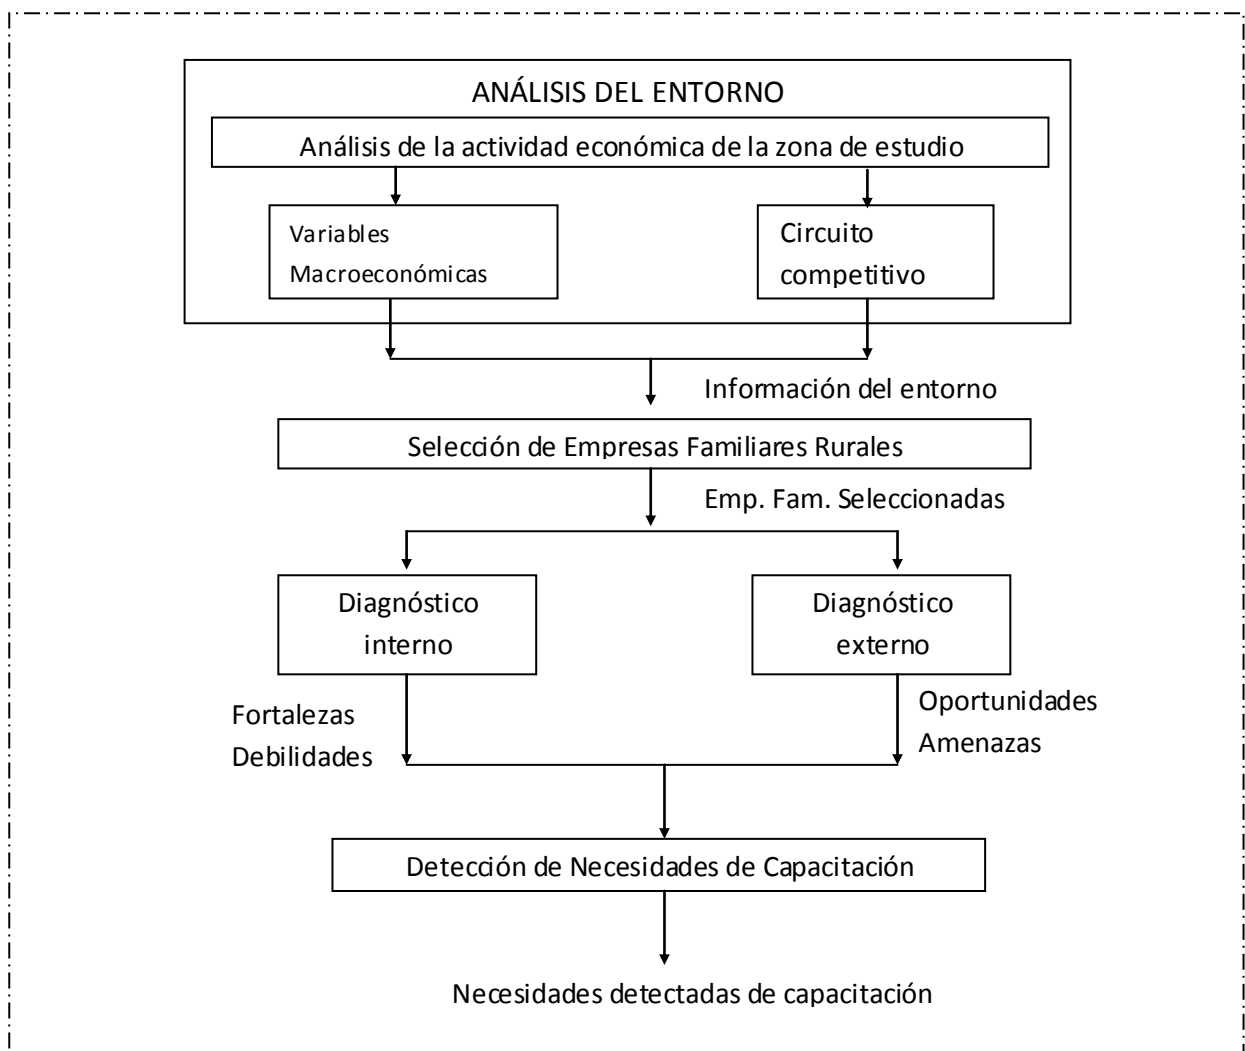 ANÁLISIS DEL ENTORNO
Análisis de la actividad económica de la zona de estudio
Variables
Macroeconómicas
Circuito
competitivo
Información del entorno
Selección de Empresas Familiares Rurales
Emp. Fam. Seleccionadas
Diagnóstico
interno
Diagnóstico
externo
Fortalezas
Debilidades
Oportunidades
Amenazas
Detección de Necesidades de Capacitación
Necesidades detectadas de capacitación